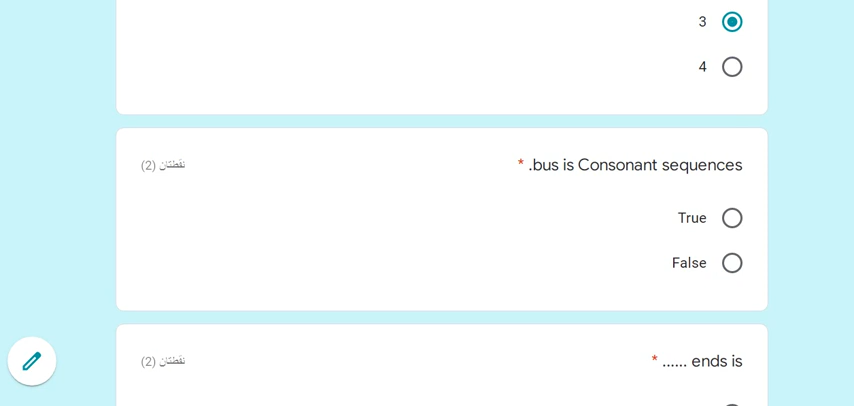 3
4
* .bus is Consonant sequences
نقطتان (2)
True
False
* ...... ends is
نقطتان (2)